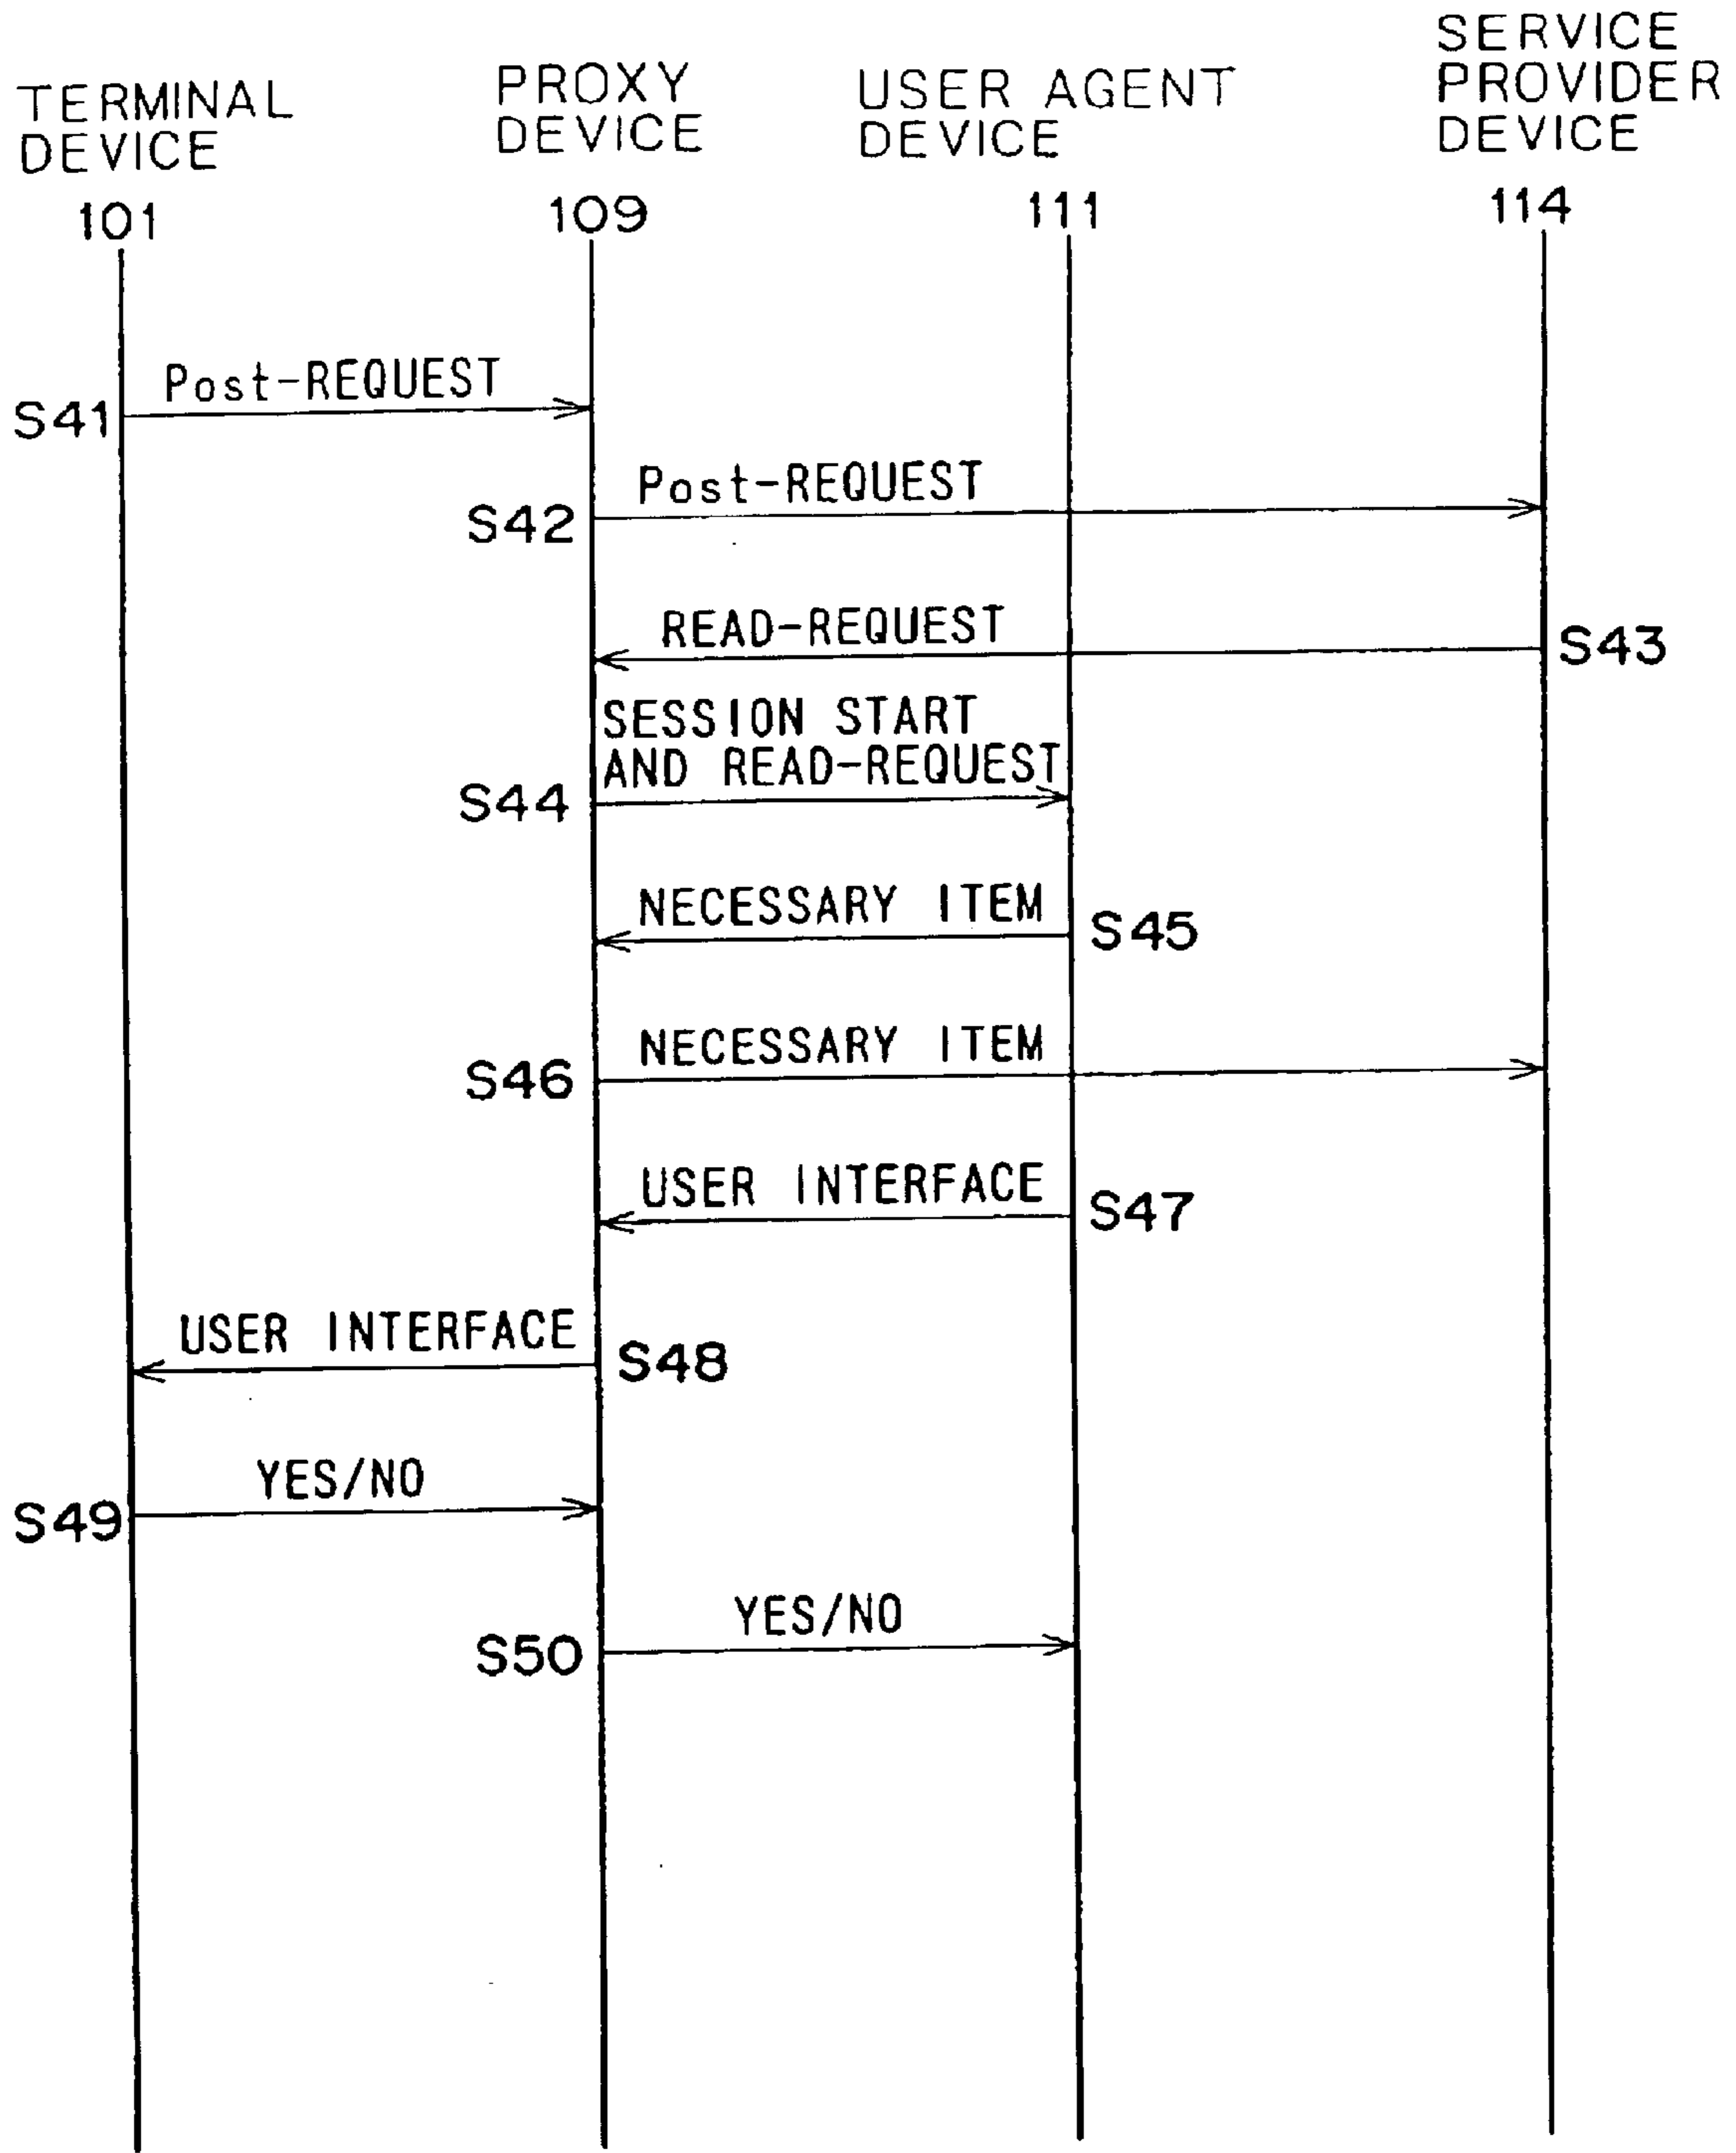 TERMINAL
DEVICE
101
PROXY
DEVICE
109
USER AGENT
DEVICE
111
SERVICE
PROVIDER
DEVICE
114
Post-REQUEST
S41
Post-REQUEST
S42
READ-REQUEST
S43
SESSION START
AND READ-REQUEST
S44
NECESSARY ITEM
S45
NECESSARY ITEM
S46
USER INTERFACE
S47
USER INTERFACE
S48
YES/NO
S49
YES/NO
S50